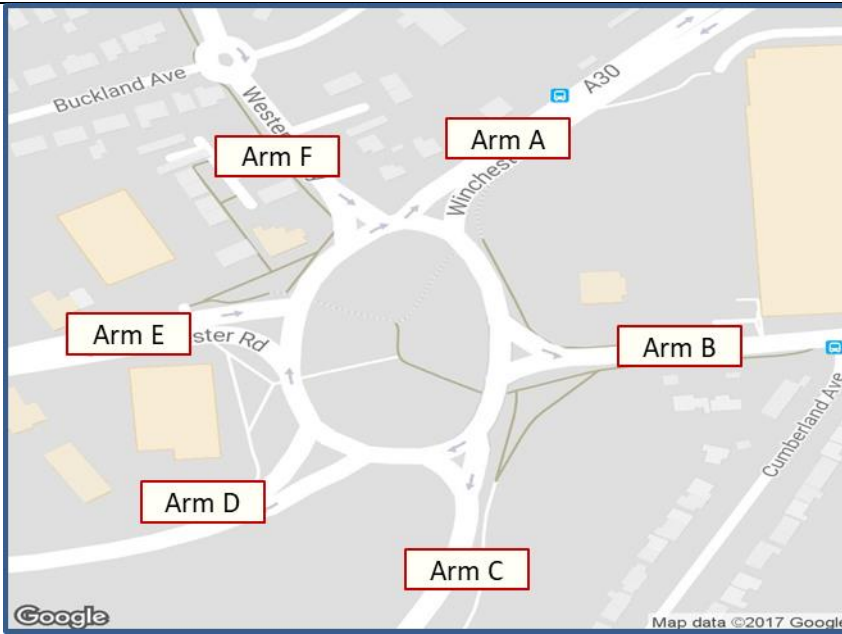 Buckland Ave
Wester
Arm F
Arm A
A30
Winchest
Arm E
ster Rd
Arm B
Cumberland Ave
Arm D
Arm C
Google
Map data ©2017 Google